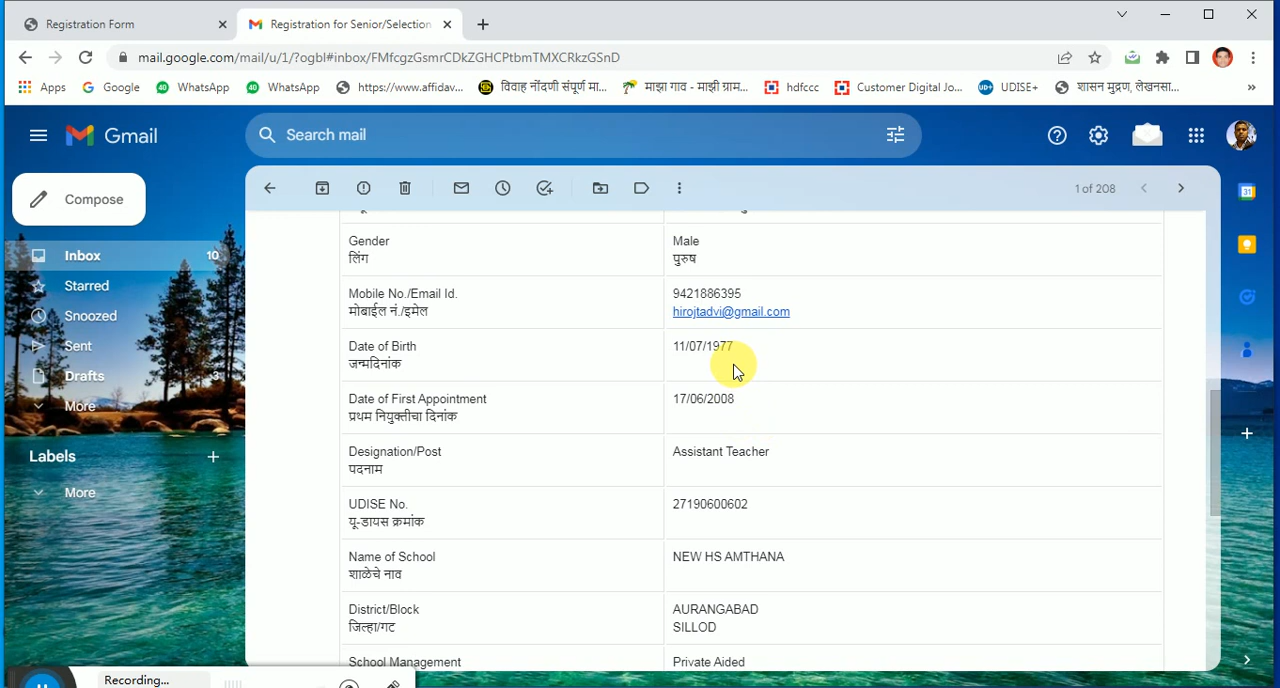 Registration Form
Registration for Senior/Selection
mail.google.com/mail/u/1/?ogbl#inbox/FMfcgzGsmrCDkZGHCPtbmTMXCRkzGSnD
Apps
Google
WhatsApp
WhatsApp
https://www.affidav...
विवाह नोंदणी संपूर्ण मा...
माझा गाव - माझी ग्राम...
hdfccc
Customer Digital Jo...
UDISE+
शासन मुद्रण, लेखनसा...
Gmail
Search mail
Compose
1 of 208
Inbox
10
Starred
Snoozed
Sent
Drafts
3
More
Labels
More
Gender
लिंग
Male
पुरुष
Mobile No./Email Id.
मोबाईल नं./इमेल
9421886395
hirojtadvi@gmail.com
Date of Birth
जन्मदिनांक
11/07/1977
Date of First Appointment
प्रथम नियुक्तीचा दिनांक
17/06/2008
Designation/Post
पदनाम
Assistant Teacher
UDISE No.
यू-डायस क्रमांक
27190600602
Name of School
शाळेचे नाव
NEW HS AMTHANA
District/Block
जिल्हा/गट
AURANGABAD
SILLOD
School Management
Private Aided
Recording...